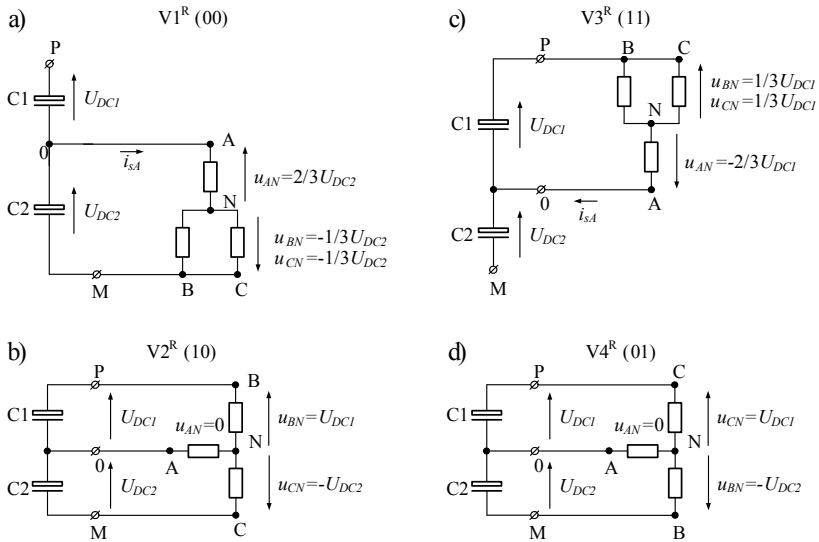 a)
V1R (00)
P
C1
UDC1
0
isA
A
uAN=2/3UDC2
N
C2
UDC2
uBN=-1/3UDC2
uCN=-1/3UDC2
M
B
C
c)
V3R (11)
P
B
C
uBN=1/3UDC1
uCN=1/3UDC1
C1
UDC1
N
uAN=-2/3UDC1
0
isA
A
C2
UDC2
M
b)
V2R (10)
P
B
C1
UDC1
uAN=0
uBN=UDC1
N
0
A
C2
UDC2
uCN=-UDC2
M
C
d)
V4R (01)
P
C
C1
UDC1
uAN=0
uCN=UDC1
N
0
A
C2
UDC2
uBN=-UDC2
M
B